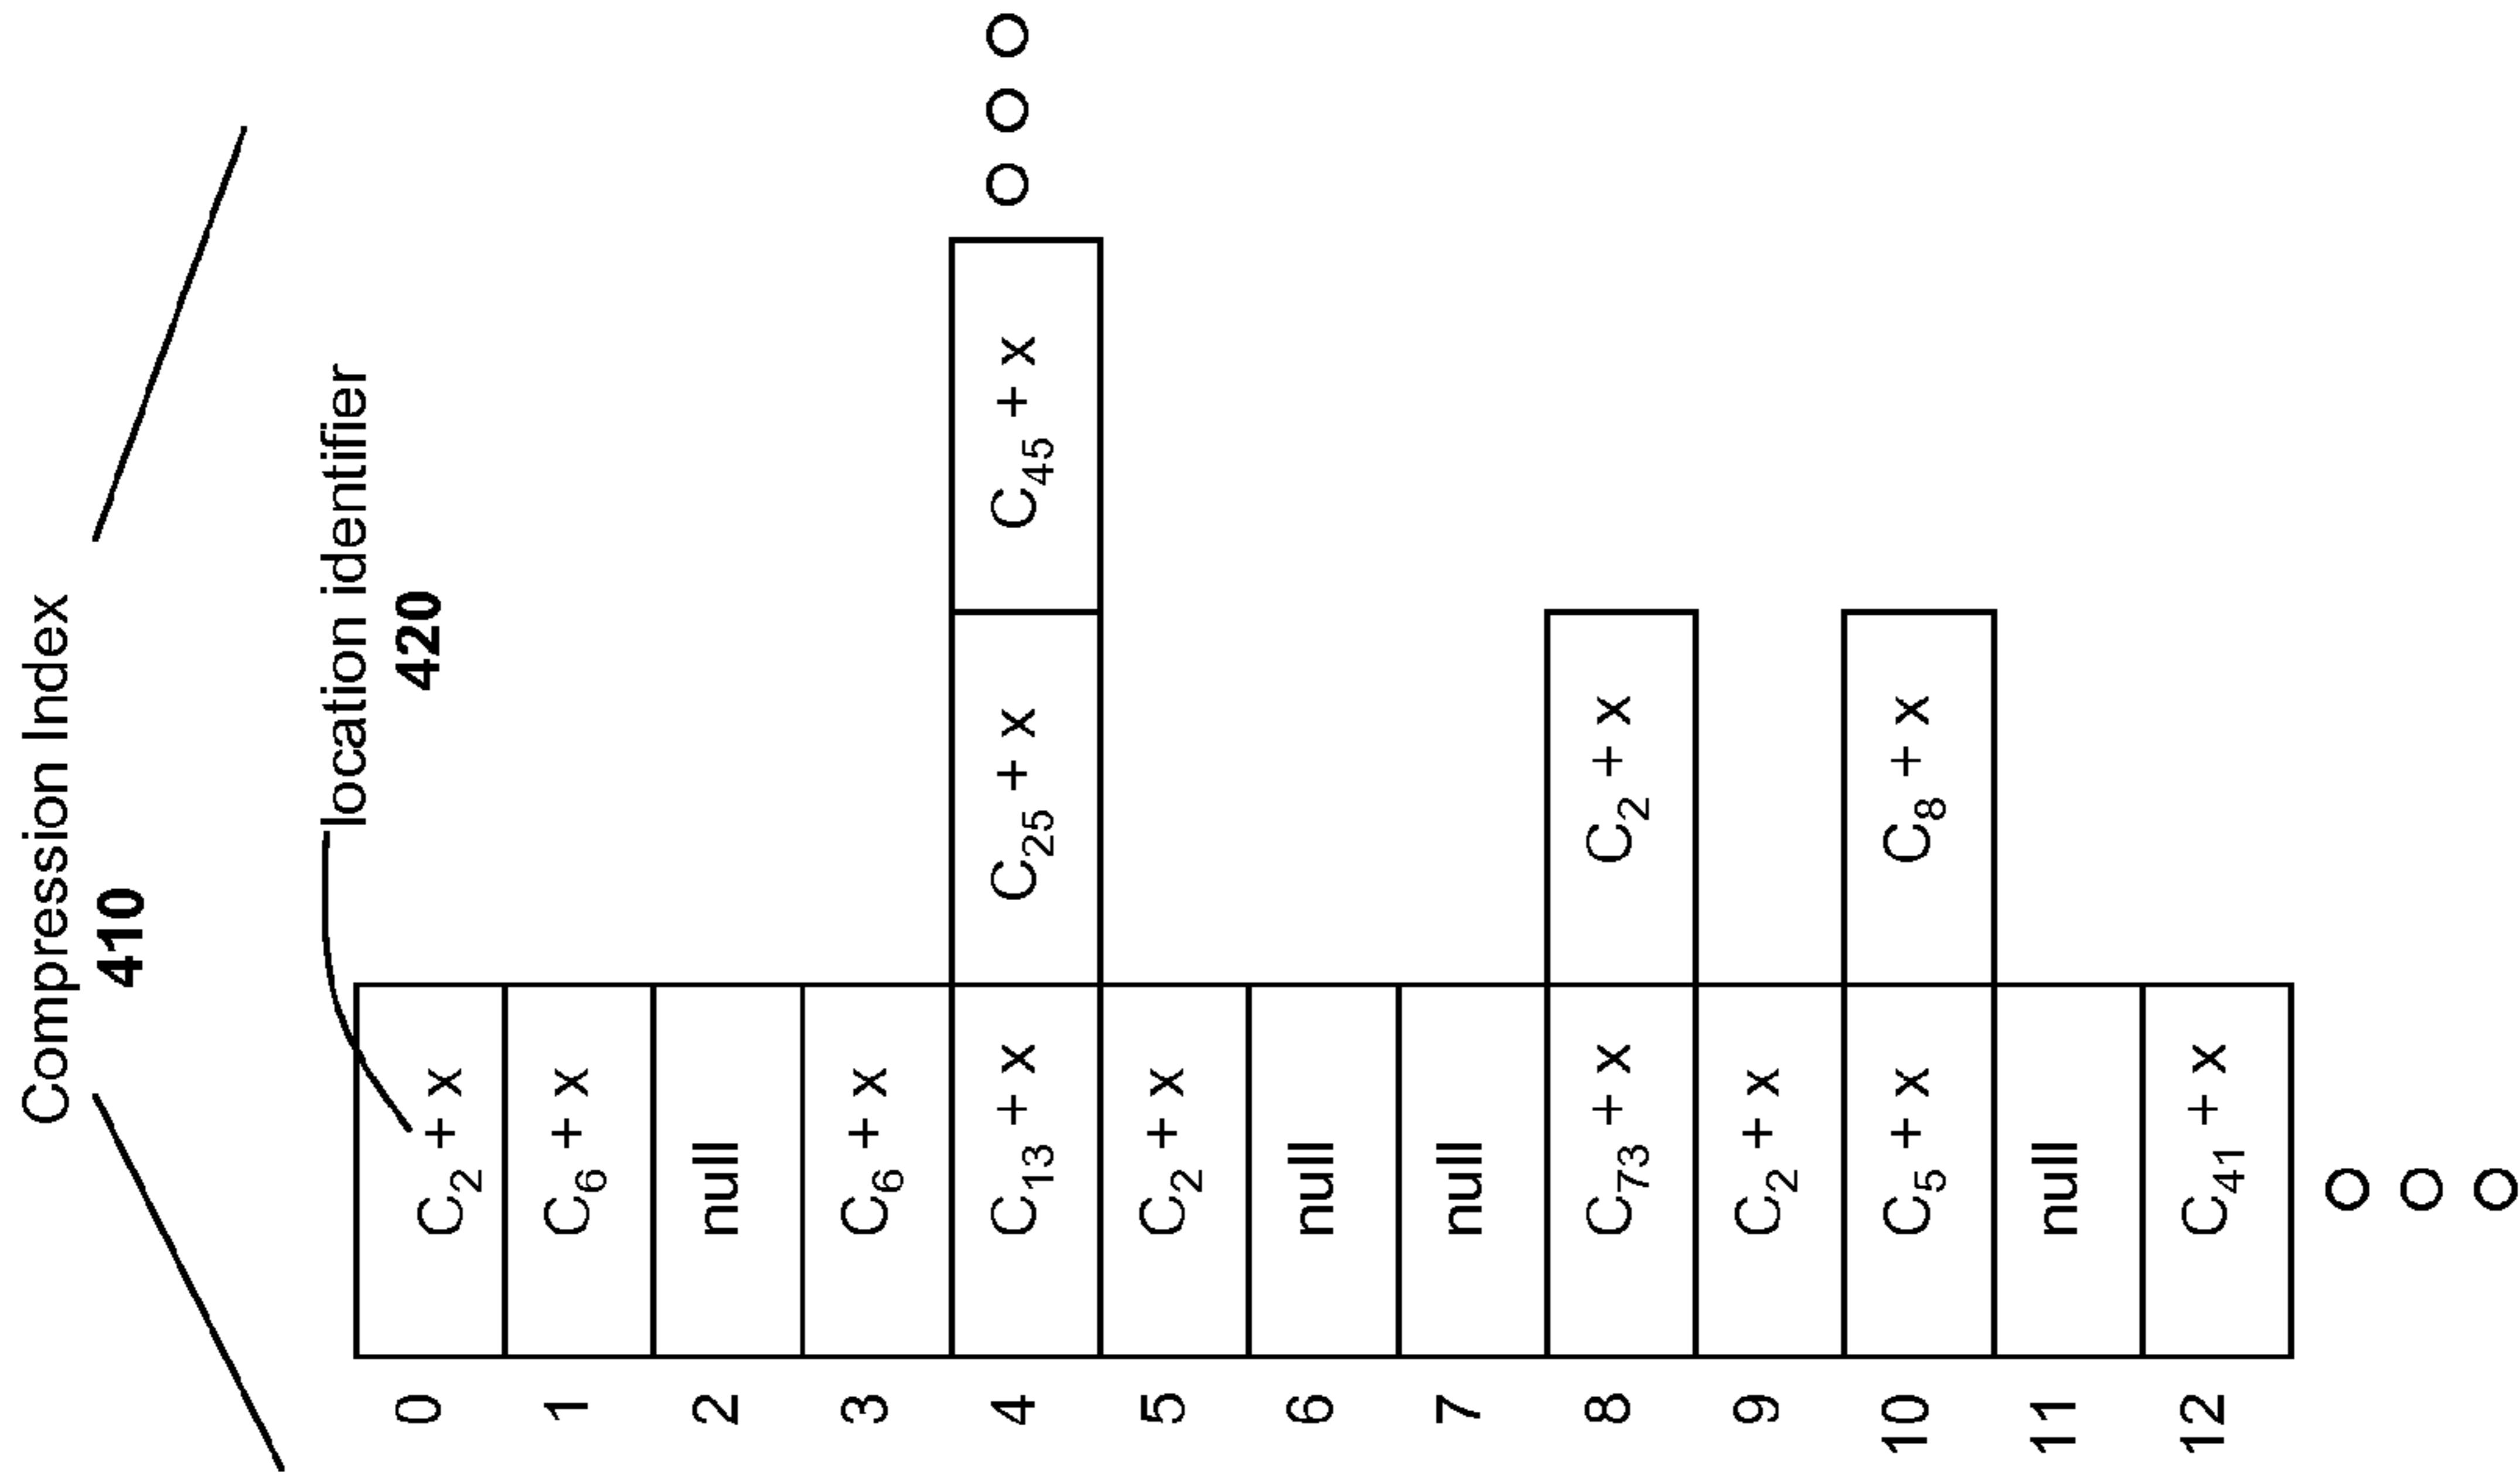 Compression Index
410
location identifier
420
0 C₂ + x
1 C₆ + x
2 null
3 C₆ + x
4 C₁₃ + x C₂₅ + x C₄₅ + x
5 C₂ + x
6 null
7 null
8 C₇₃ + x C₂ + x
9 C₂ + x
10 C₅ + x C₈ + x
11 null
12 C₄₁ + x